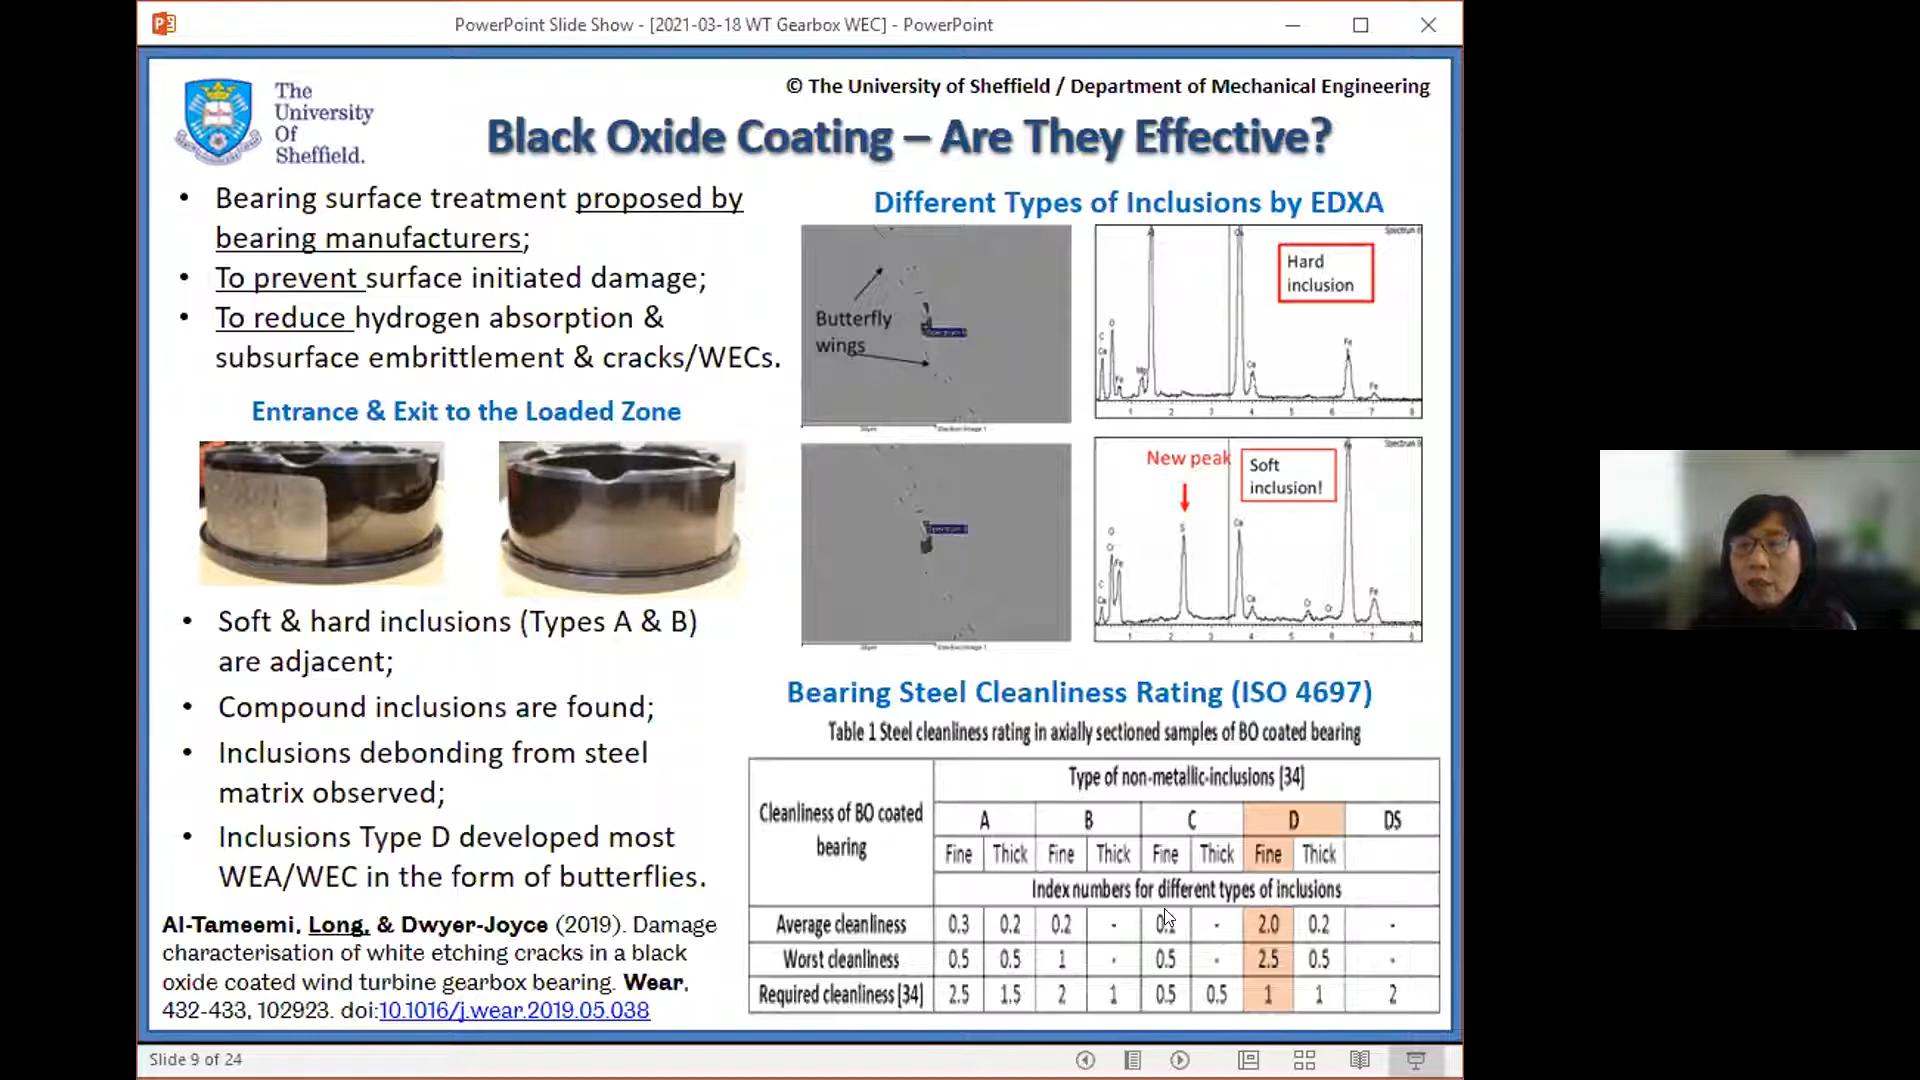 PowerPoint Slide Show - [2021-03-18 WT Gearbox WEC] - PowerPoint
The
University
Of
Sheffield.
© The University of Sheffield / Department of Mechanical Engineering
Black Oxide Coating – Are They Effective?
• Bearing surface treatment proposed by
bearing manufacturers;
• To prevent surface initiated damage;
• To reduce hydrogen absorption &
subsurface embrittlement & cracks/WECs.
Entrance & Exit to the Loaded Zone
• Soft & hard inclusions (Types A & B)
are adjacent;
• Compound inclusions are found;
• Inclusions debonding from steel
matrix observed;
• Inclusions Type D developed most
WEA/WEC in the form of butterflies.
Al-Tameemi, Long, & Dwyer-Joyce (2019). Damage
characterisation of white etching cracks in a black
oxide coated wind turbine gearbox bearing. Wear,
432-433, 102923. doi:10.1016/j.wear.2019.05.038
Different Types of Inclusions by EDXA
Butterfly
wings
Hard
inclusion
New peak
Soft
inclusion!
Bearing Steel Cleanliness Rating (ISO 4697)
Table 1 Steel cleanliness rating in axially sectioned samples of BO coated bearing
Cleanliness of BO coated
bearing
Type of non-metallic-inclusions [34]
A B C D DS
Fine Thick Fine Thick Fine Thick Fine Thick
Index numbers for different types of inclusions
Average cleanliness 0.3 0.2 0.2 - - 2.0 0.2 -
Worst cleanliness 0.5 0.5 1 - 0.5 - 2.5 0.5 -
Required cleanliness [34] 2.5 1.5 2 1 0.5 0.5 1 1 2
Slide 9 of 24